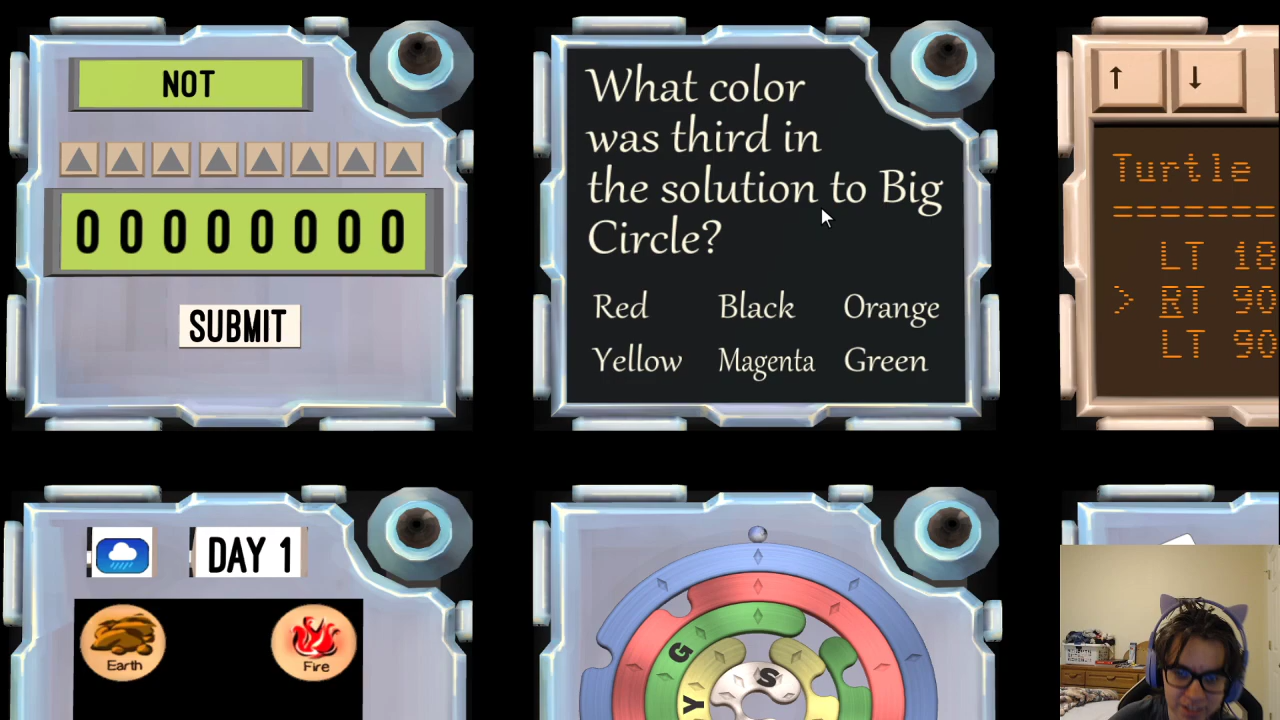 NOT
0 0 0 0 0 0 0 0
SUBMIT
What color
was third in
the solution to Big
Circle?
Red Black Orange
Yellow Magenta Green
↑ ↓
Turtle
=======
LT 18
> RT 90
LT 90
DAY 1
Earth Fire
G
Y
S